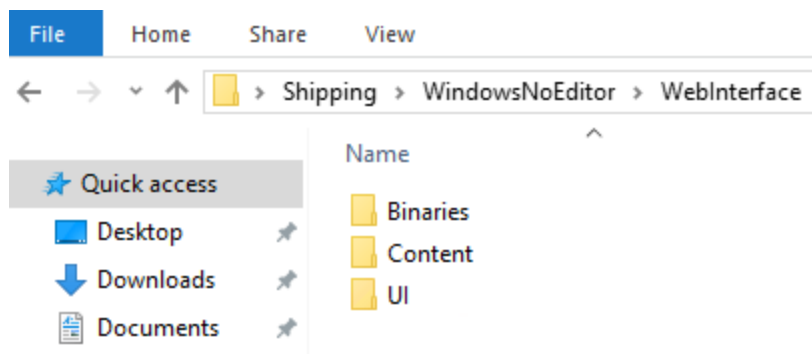 File Home Share View
Shipping > WindowsNoEditor > WebInterface
Name
Quick access
Binaries
Desktop
Content
Downloads
UI
Documents